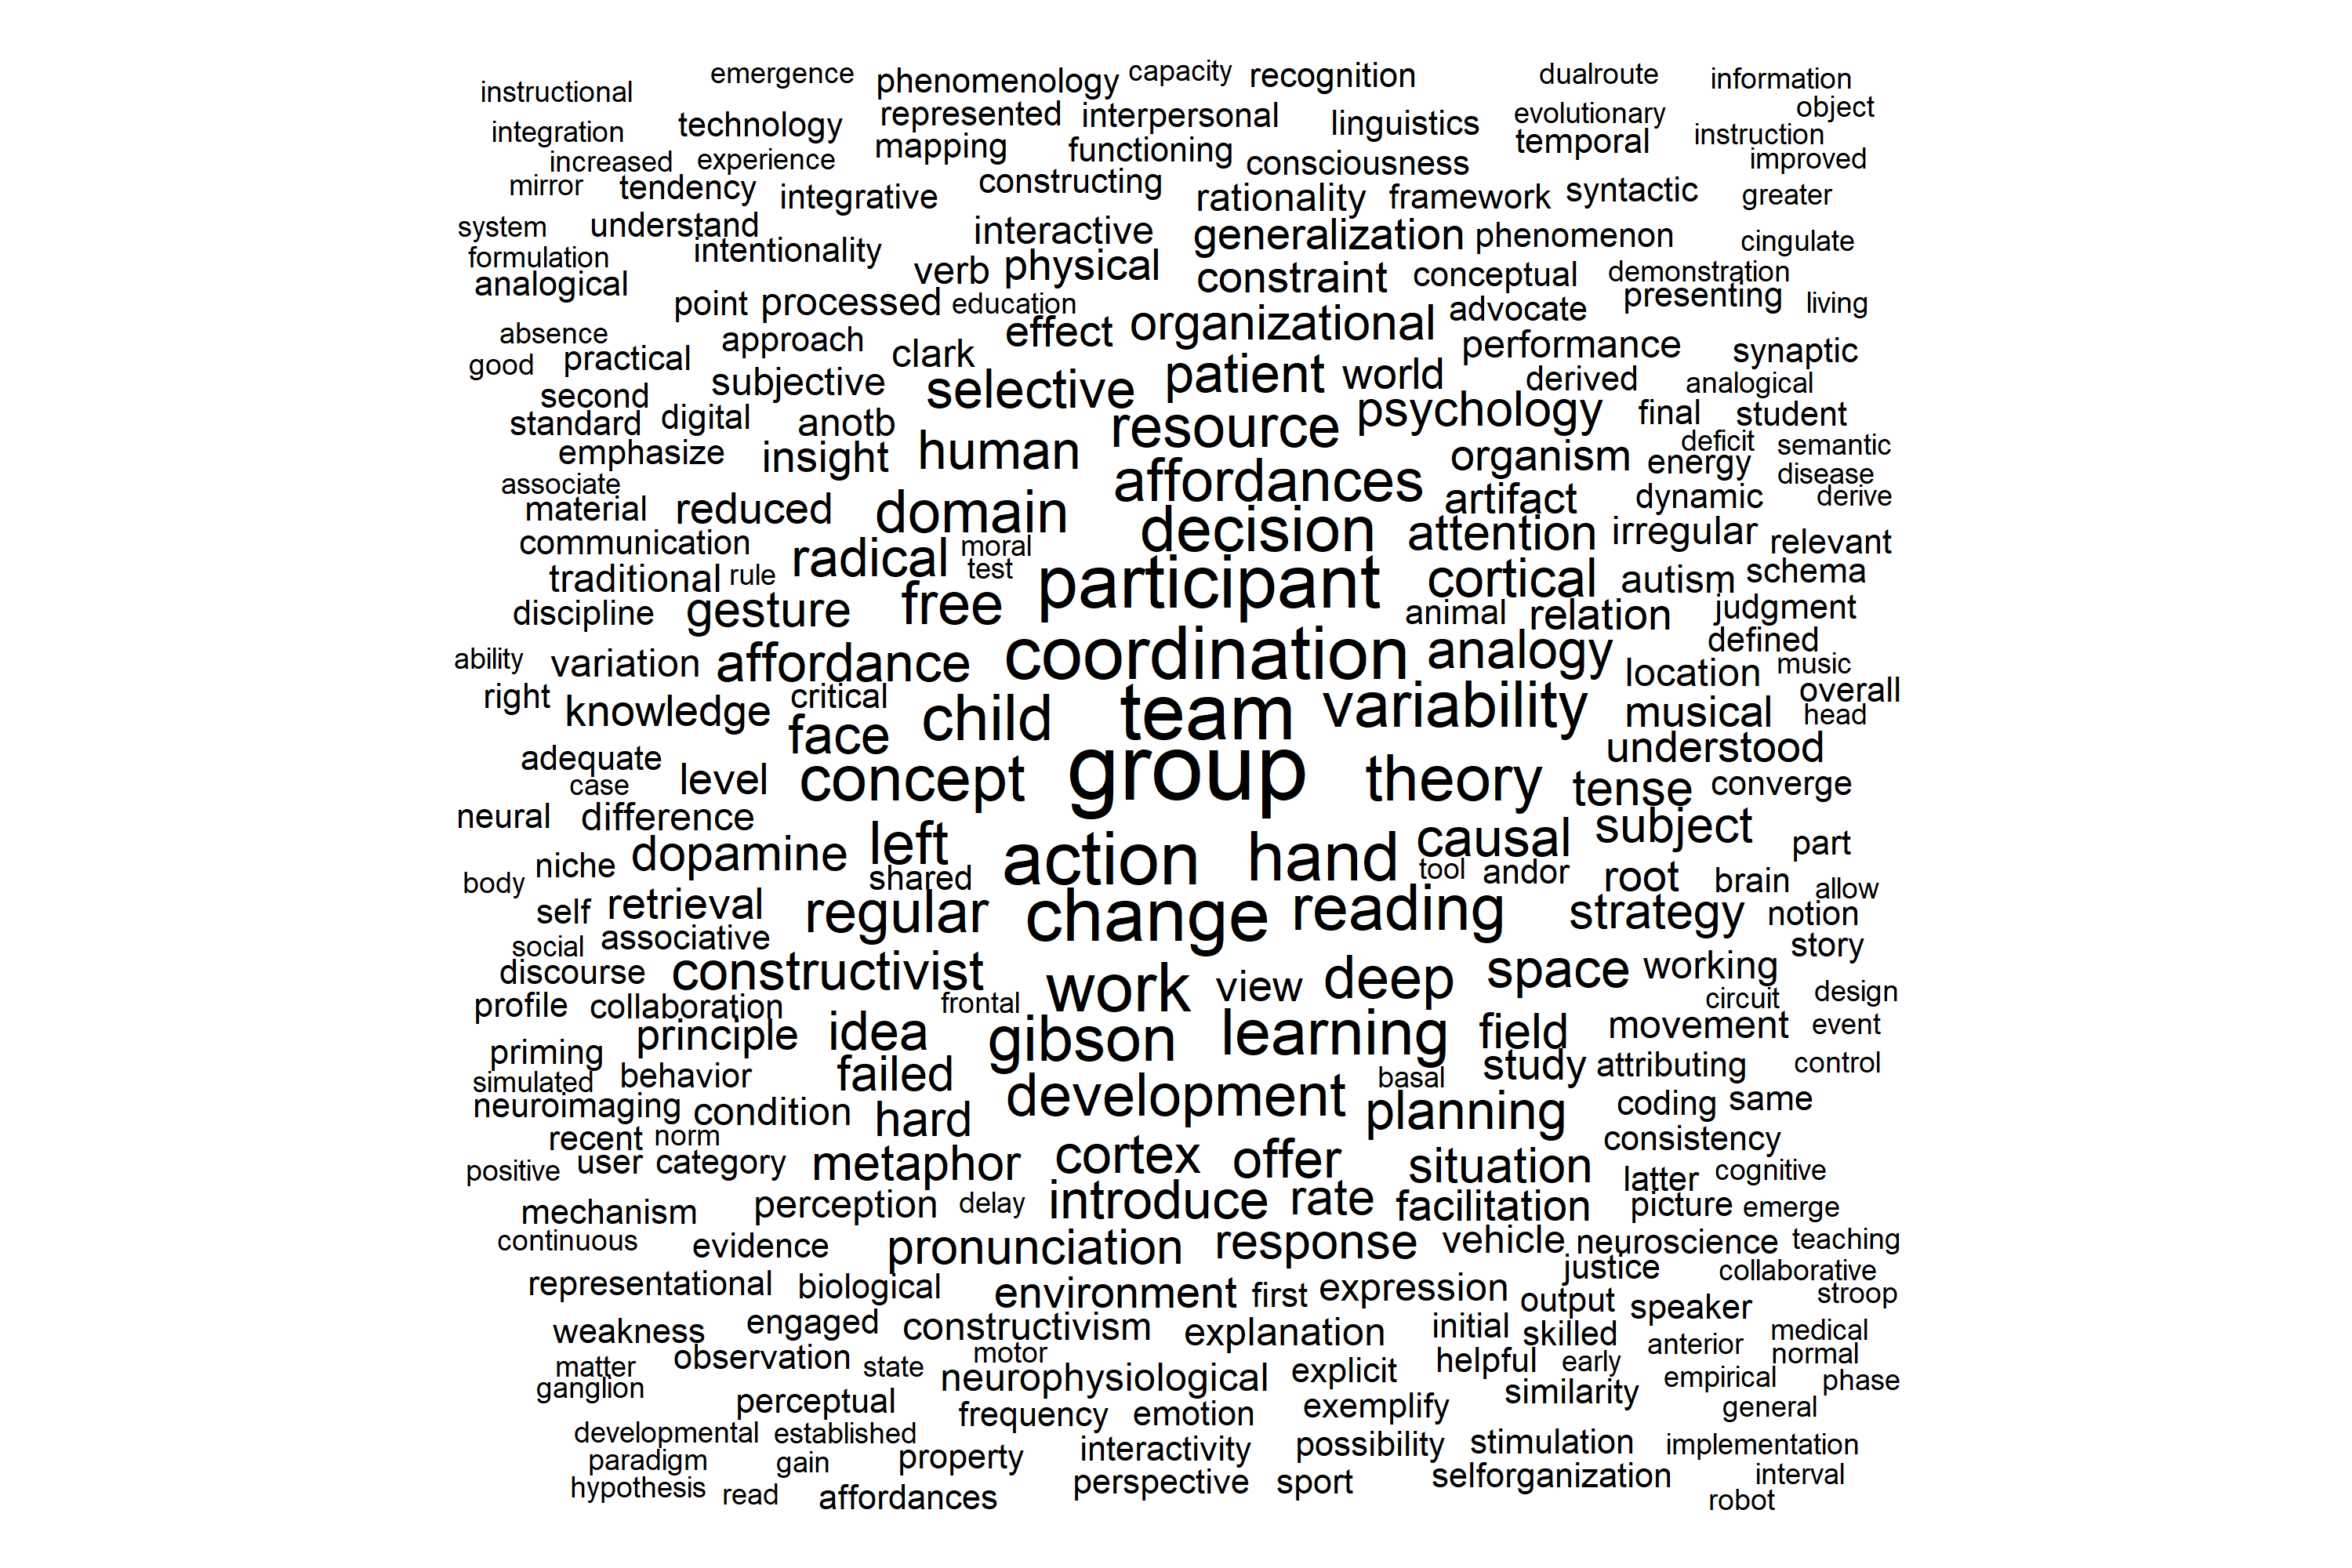 emergence phenomenology capacity recognition dualroute information
instructional represented interpersonal linguistics evolutionary object
integration technology mapping functioning consciousness temporal instruction
increased experience constructing improved
mirror tendency integrative rationality framework syntactic greater
system understand interactive generalization phenomenon cingulate
formulation intentionality verb physical constraint conceptual demonstration
analogical point processed education organizational advocate presenting living
absence approach clark effect performance synaptic
good practical subjective selective patient world derived analogical
second digital anotb resource psychology final student
standard emphasize insight human organism energy deficit semantic
associate affordances artifact dynamic disease derive
material reduced domain decision attention irregular relevant
communication radical moral participant cortical autism schema
traditional rule test free animal relation judgment
discipline gesture coordination analogy defined
ability variation affordance location music
right knowledge critical child team variability musical overall head
adequate face group understood
case level concept theory tense converge
neural difference left causal subject part
niche dopamine action hand tool andor root brain
body shared allow
self retrieval regular change reading strategy notion
social associative story
discourse constructivist work view deep space working
profile collaboration frontal circuit design
principle idea gibson learning field movement event
priming behavior failed study attributing control
simulated development basal
neuroimaging condition hard planning coding same
recent norm cortex offer situation consistency
positive user category metaphor latter cognitive
mechanism perception delay introduce rate facilitation picture emerge
continuous evidence pronunciation response vehicle neuroscience teaching
representational biological environment first expression justice collaborative
output speaker stroop
weakness engaged constructivism explanation initial skilled anterior medical
matter observation state motor explicit helpful early normal
ganglion neurophysiological similarity empirical phase
perceptual frequency emotion exemplify general
developmental established interactivity possibility stimulation implementation
paradigm gain property perspective sport selforganization interval
hypothesis read affordances robot